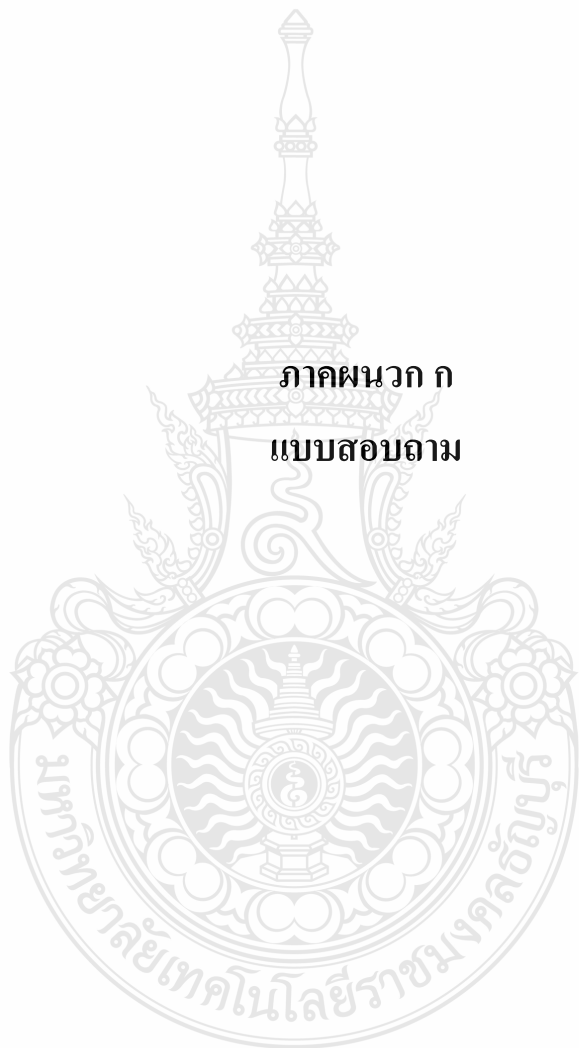 ภาคผนวก ก
แบบสอบถาม
มหาวิทยาลัยเทคโนโลยีราชมงคลธัญบุรี